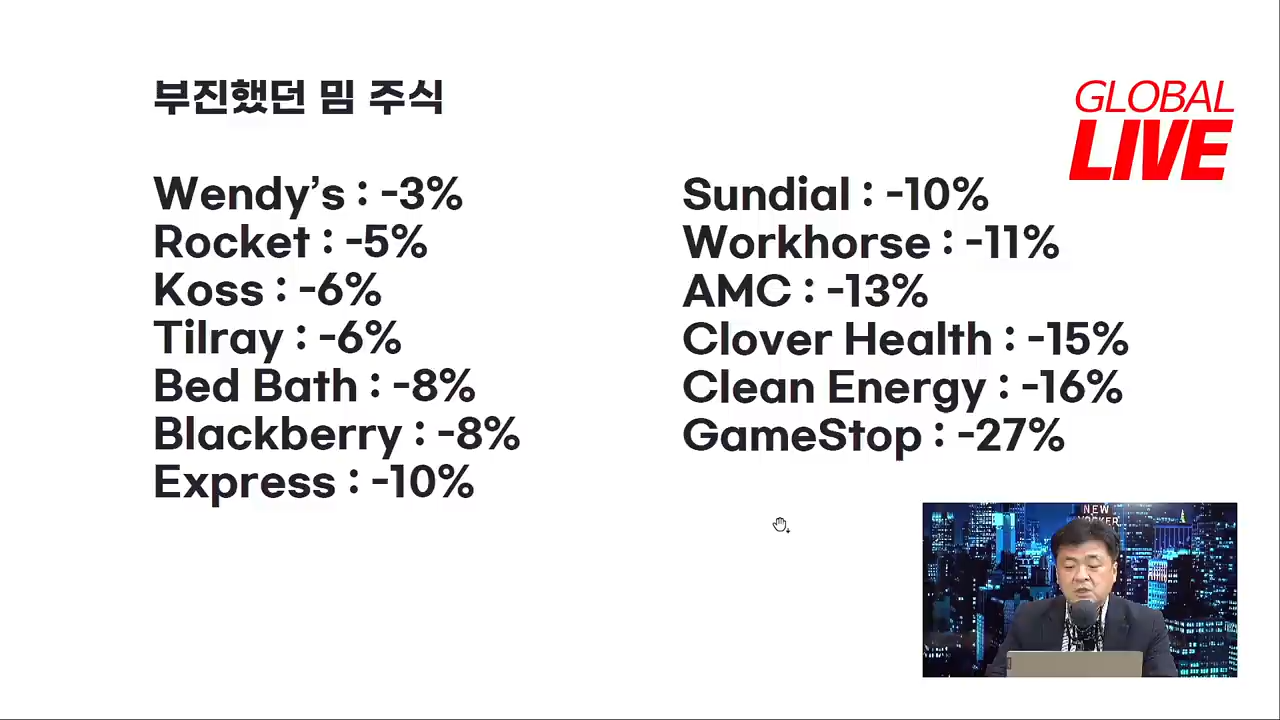 부진했던 밈 주식
GLOBAL
LIVE
Wendy’s : -3%
Rocket : -5%
Koss : -6%
Tilray : -6%
Bed Bath : -8%
Blackberry : -8%
Express : -10%
Sundial : -10%
Workhorse : -11%
AMC : -13%
Clover Health : -15%
Clean Energy : -16%
GameStop : -27%
NEW
YORKER